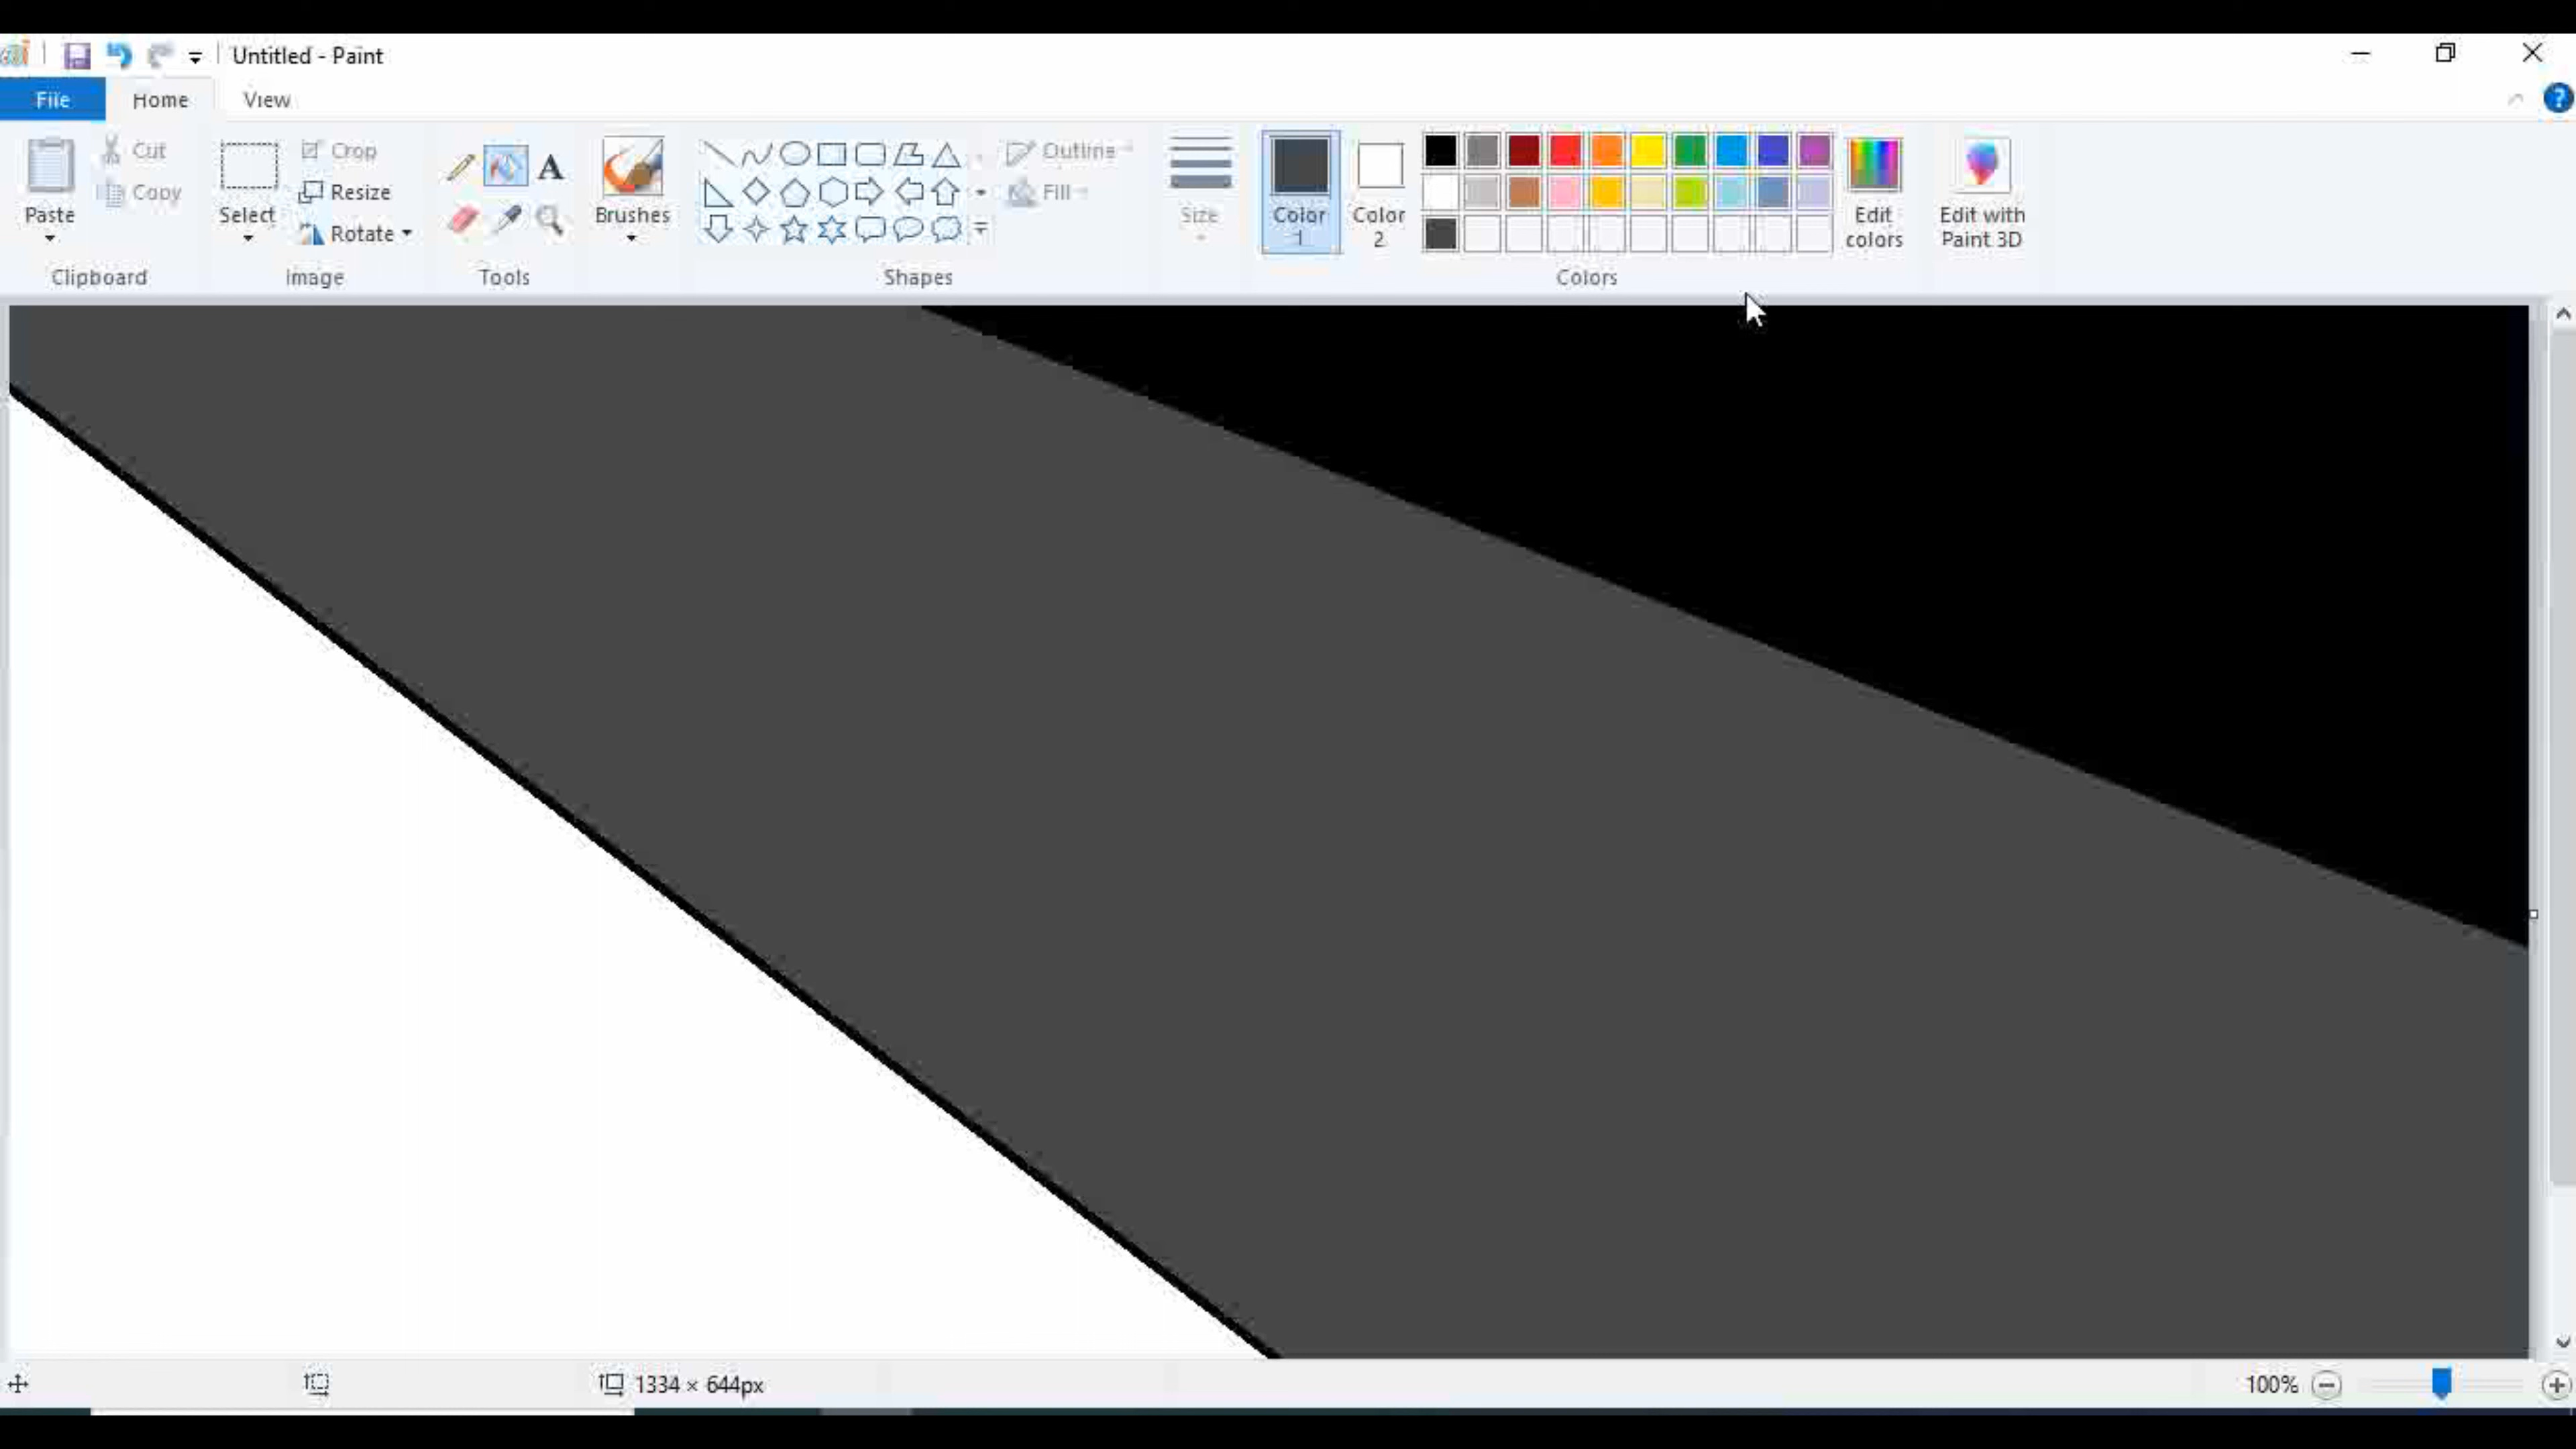 Untitled - Paint
File Home View
Paste
Cut
Copy
Clipboard
Select
Crop
Resize
Rotate
Image
A
Tools
Brushes
Shapes
Outline
Fill
Size
Color
1
Color
2
Colors
Edit
colors
Edit with
Paint 3D
?
1334 × 644px
100%